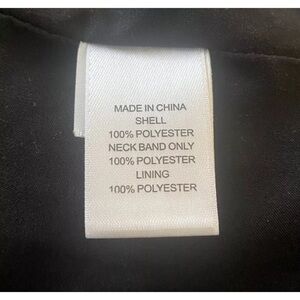 MADE IN CHINA
SHELL
100% POLYESTER
NECK BAND ONLY
100% POLYESTER
LINING
100% POLYESTER